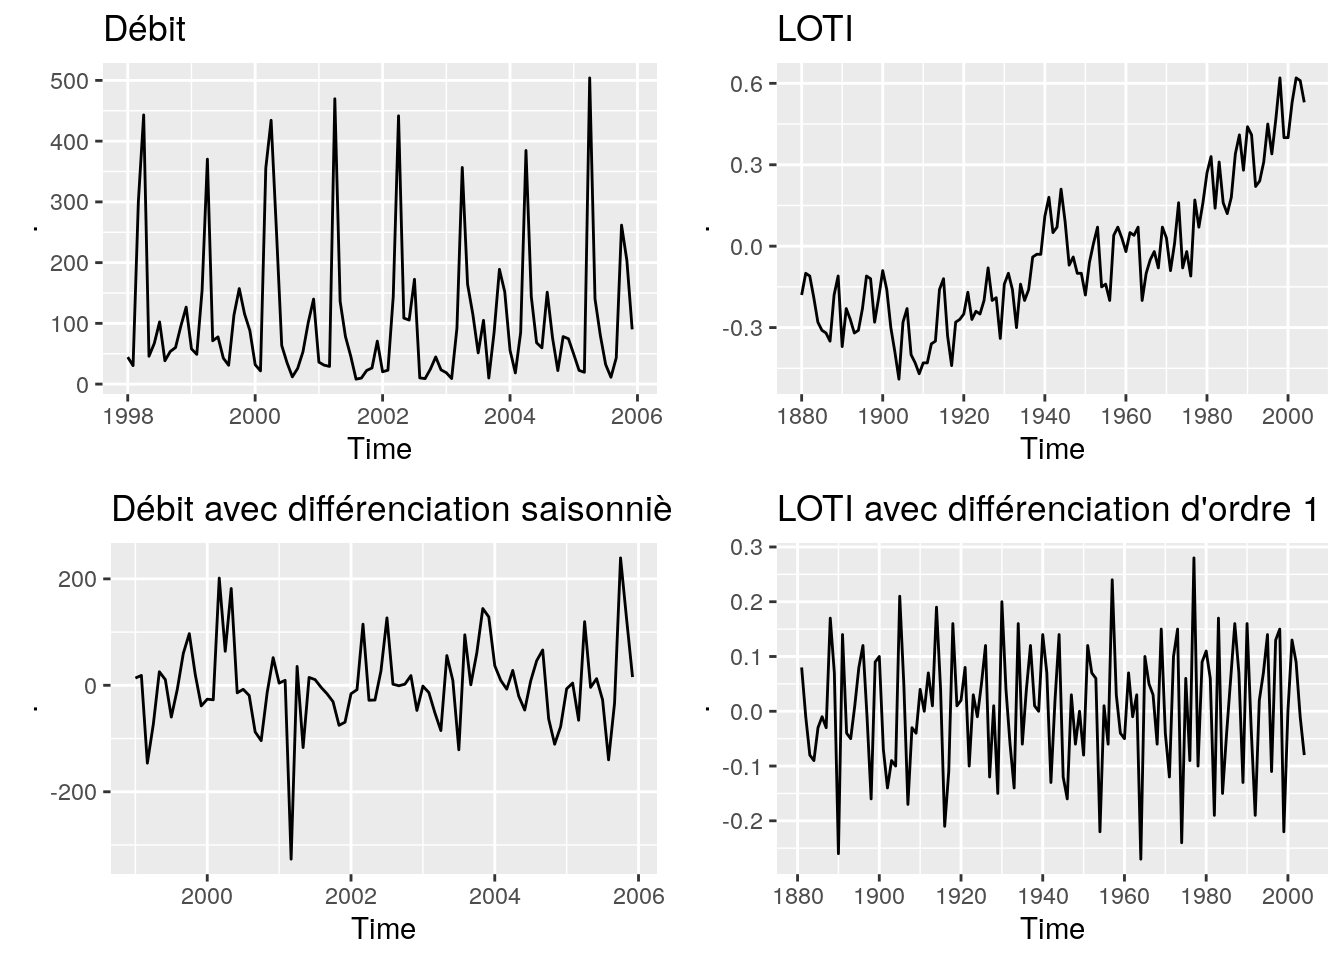 Débit
500
400
300
200
100
0
.
1998 2000 2002 2004 2006
Time
LOTI
0.6
0.3
0.0
-0.3
.
1880 1900 1920 1940 1960 1980 2000
Time
Débit avec différenciation saisonniè
200
0
-200
.
2000 2002 2004 2006
Time
LOTI avec différenciation d'ordre 1
0.3
0.2
0.1
0.0
-0.1
-0.2
.
1880 1900 1920 1940 1960 1980 2000
Time